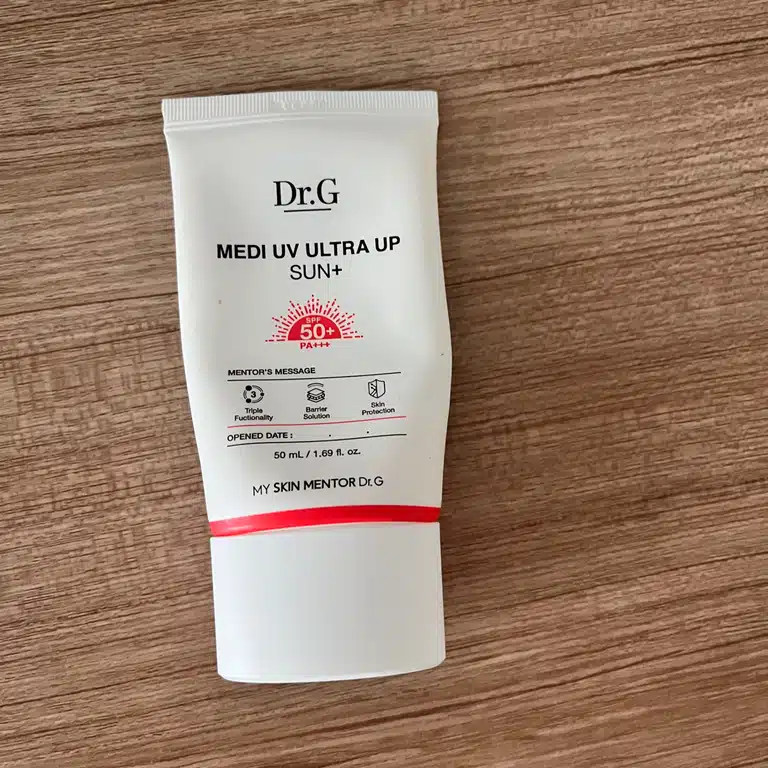 Dr.G
MEDI UV ULTRA UP
SUN+
SPF
50+
PA+++
MENTOR'S MESSAGE
3
Triple
Fuctionality
Barrier
Solution
Skin
Protection
OPENED DATE : . .
50 mL / 1.69 fl. oz.
MY SKIN MENTOR Dr.G